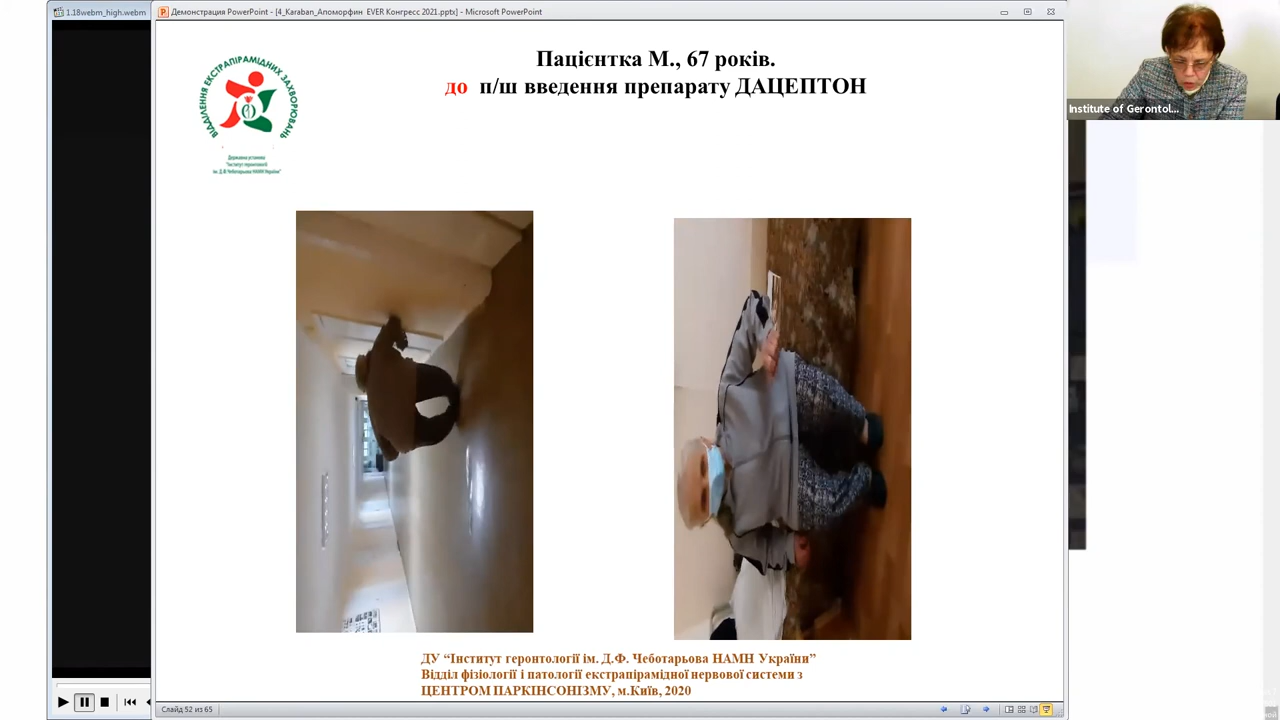 1.18webm_high.webm
Демонстрация PowerPoint - [4_Karaban_Апоморфин EVER Конгресс 2021.pptx] - Microsoft PowerPoint
Пацієнтка М., 67 років.
до п/ш введення препарату ДАЦЕПТОН
ВІДДІЛЕННЯ ЕКСТРАПІРАМІДНИХ ЗАХВОРЮВАНЬ
Державна установа
"Інститут геронтології
ім. Д.Ф. Чеботарьова НАМН України"
Institute of Gerontol...
ДУ “Інститут геронтології ім. Д.Ф. Чеботарьова НАМН України”
Відділ фізіології і патології екстрапірамідної нервової системи з
ЦЕНТРОМ ПАРКІНСОНІЗМУ, м.Київ, 2020
Слайд 52 из 65